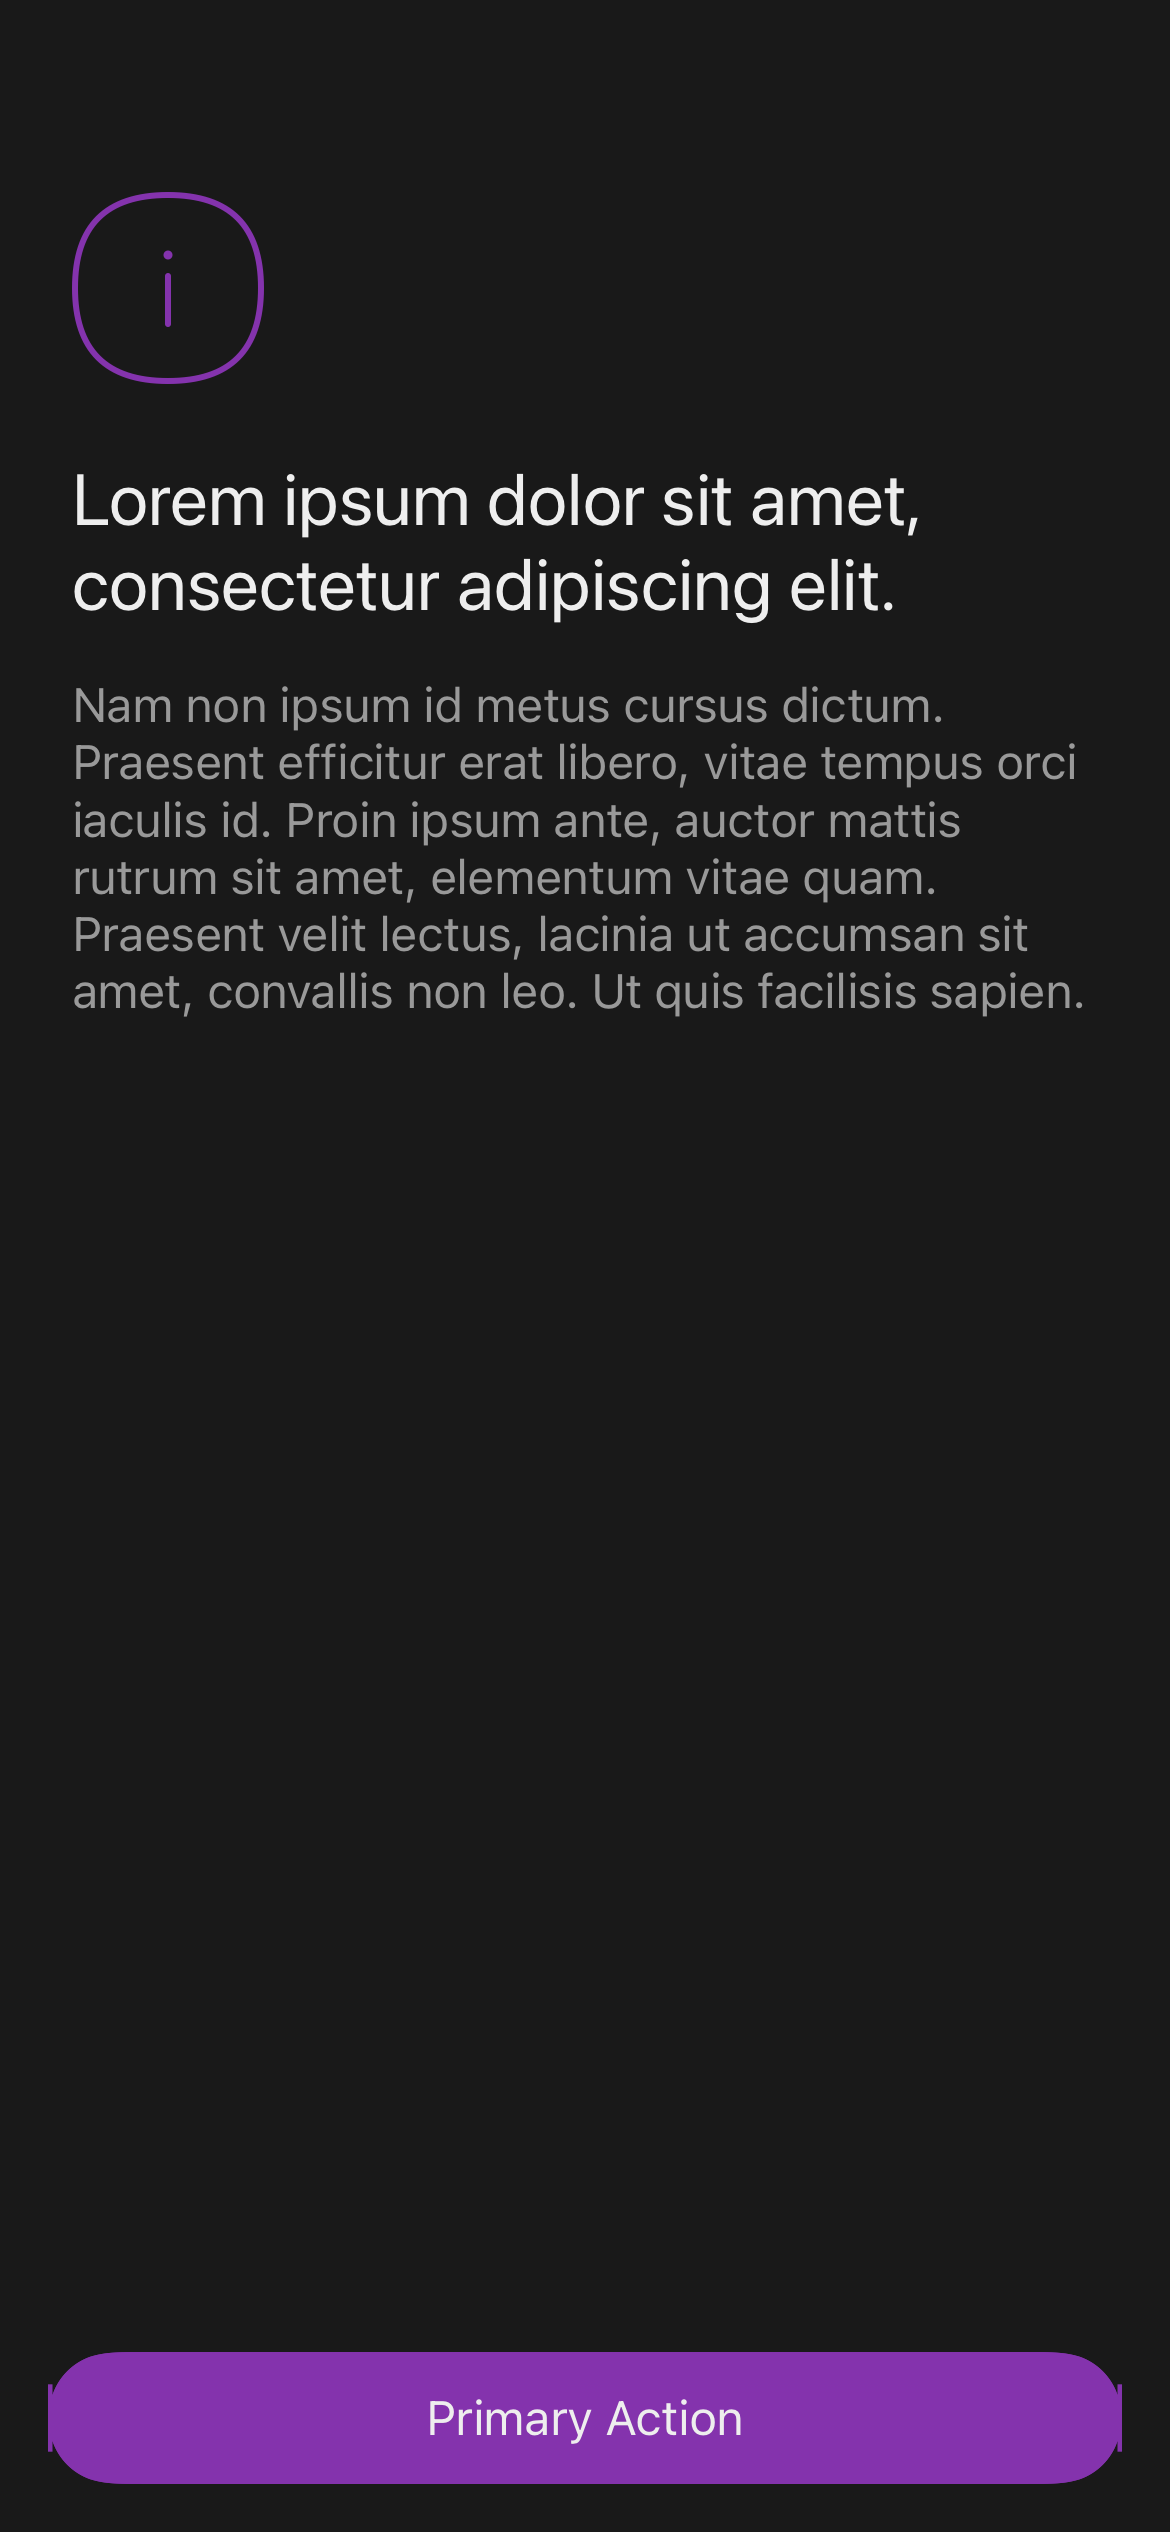 i
Lorem ipsum dolor sit amet,
consectetur adipiscing elit.
Nam non ipsum id metus cursus dictum.
Praesent efficitur erat libero, vitae tempus orci
iaculis id. Proin ipsum ante, auctor mattis
rutrum sit amet, elementum vitae quam.
Praesent velit lectus, lacinia ut accumsan sit
amet, convallis non leo. Ut quis facilisis sapien.
Primary Action